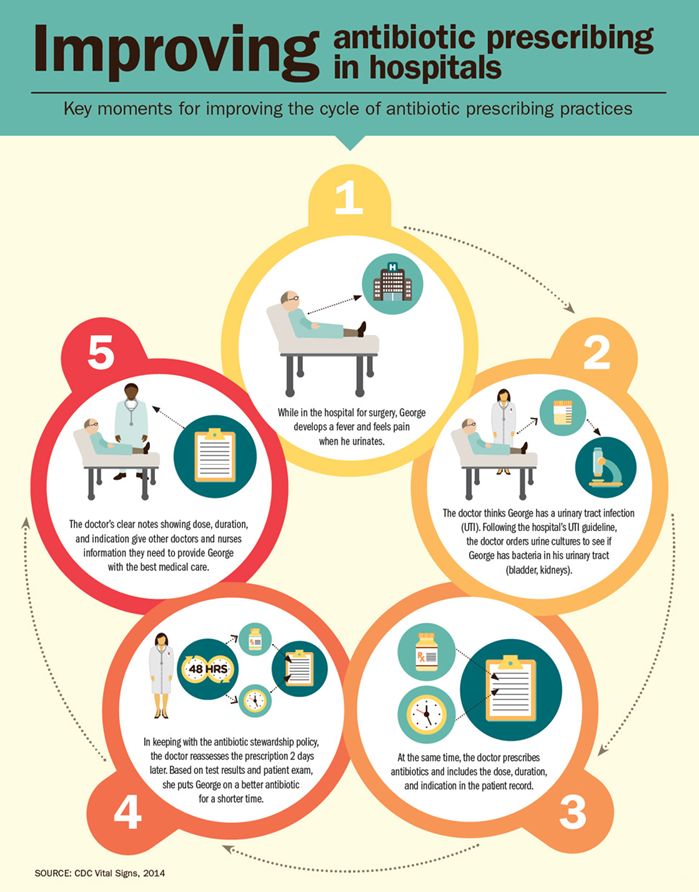 Improving antibiotic prescribing
in hospitals
Key moments for improving the cycle of antibiotic prescribing practices
1
H
While in the hospital for surgery, George
develops a fever and feels pain
when he urinates.
2
The doctor thinks George has a urinary tract infection
(UTI). Following the hospital's UTI guideline,
the doctor orders urine cultures to see if
George has bacteria in his urinary tract
(bladder, kidneys).
3
Rx
At the same time, the doctor prescribes
antibiotics and includes the dose, duration,
and indication in the patient record.
4
48 HRS
In keeping with the antibiotic stewardship policy,
the doctor reassesses the prescription 2 days
later. Based on test results and patient exam,
she puts George on a better antibiotic
for a shorter time.
5
The doctor's clear notes showing dose, duration,
and indication give other doctors and nurses
information they need to provide George
with the best medical care.
SOURCE: CDC Vital Signs, 2014